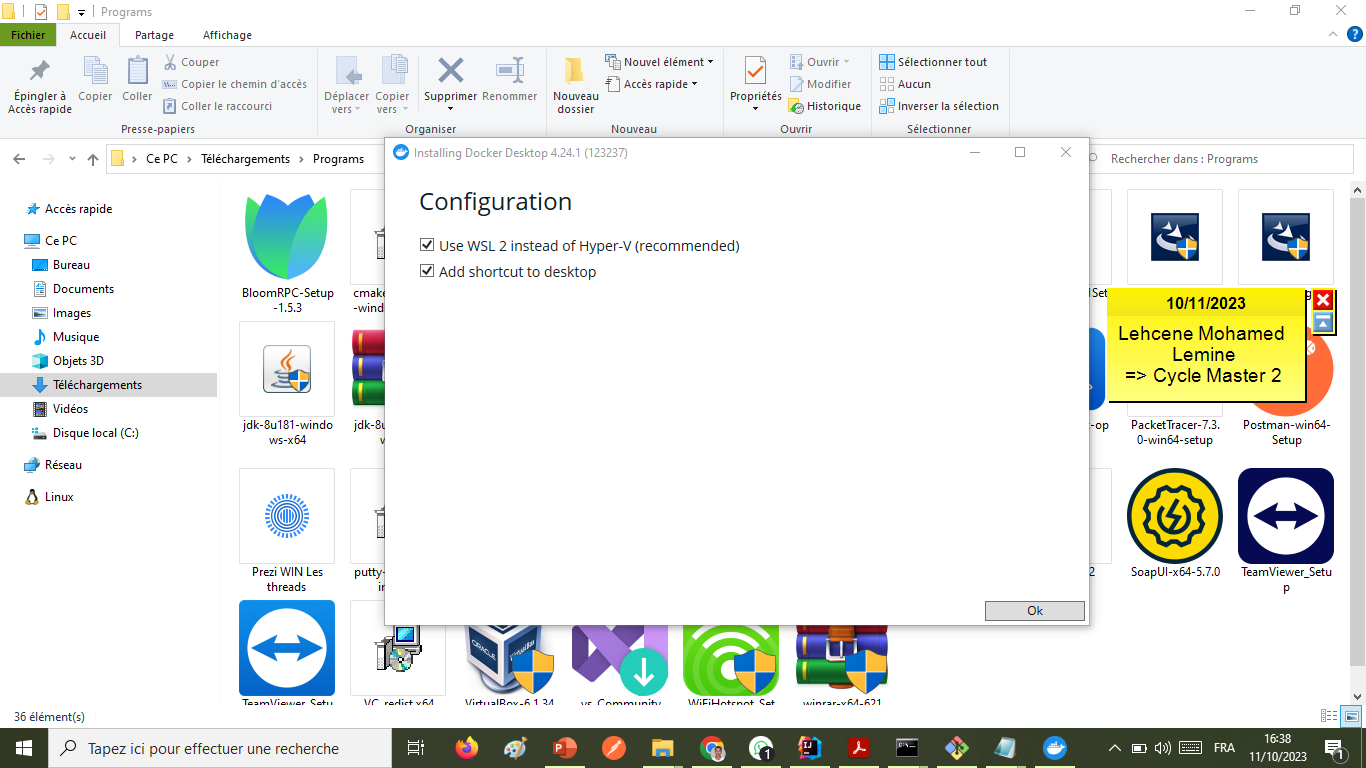 Programs
Fichier Accueil Partage Affichage
Épingler à Accès rapide
Copier
Coller
Couper
Copier le chemin d'accès
Coller le raccourci
Presse-papiers
Déplacer vers
Copier vers
Supprimer
Renommer
Organiser
Nouveau dossier
Nouvel élément
Accès rapide
Nouveau
Propriétés
Ouvrir
Modifier
Historique
Ouvrir
Sélectionner tout
Aucun
Inverser la sélection
Sélectionner
Ce PC > Téléchargements > Programs
Rechercher dans : Programs
Accès rapide
Ce PC
Bureau
Documents
Images
Musique
Objets 3D
Téléchargements
Vidéos
Disque local (C:)
Réseau
Linux
Installing Docker Desktop 4.24.1 (123237)
Configuration
Use WSL 2 instead of Hyper-V (recommended)
Add shortcut to desktop
Ok
10/11/2023
Lehcene Mohamed
Lemine
=> Cycle Master 2
BloomRPC-Setup
-1.5.3
cmake
-wind
jdk-8u181-windo
ws-x64
jdk-8u
PacketTracer-7.3.
0-win64-setup
Postman-win64-
Setup
Prezi WIN Les
threads
putty-
SoapUI-x64-5.7.0
TeamViewer_Setu
p
ORACLE
VirtualBox
TeamViewer_Setu
VC_redist.x64
VirtualBox-6.1.34
vs_Community
WiFiHotspot_Set
winrar-x64-621
36 élément(s)
Tapez ici pour effectuer une recherche
FRA
16:38
11/10/2023
1